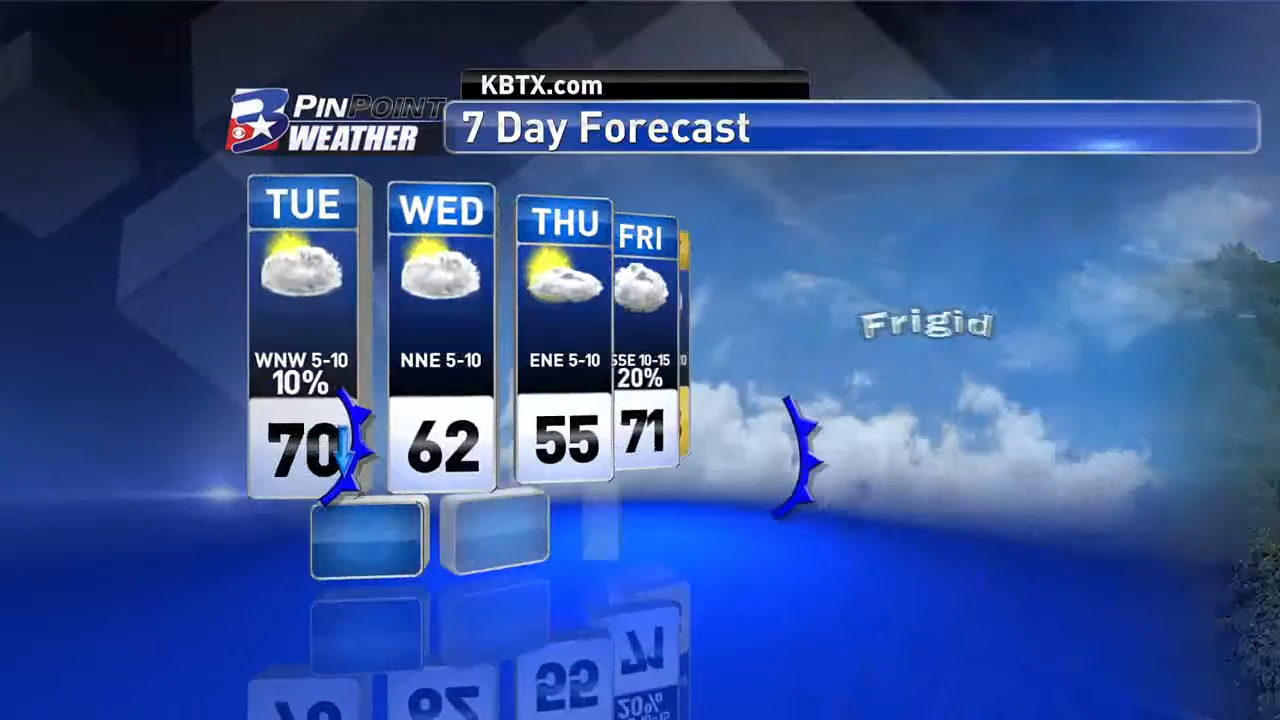 KBTX.com
3 PINPOINT
WEATHER
7 Day Forecast
TUE
WNW 5-10
10%
70
WED
NNE 5-10
62
THU
ENE 5-10
55
FRI
SSE 10-15
20%
71
Frigid